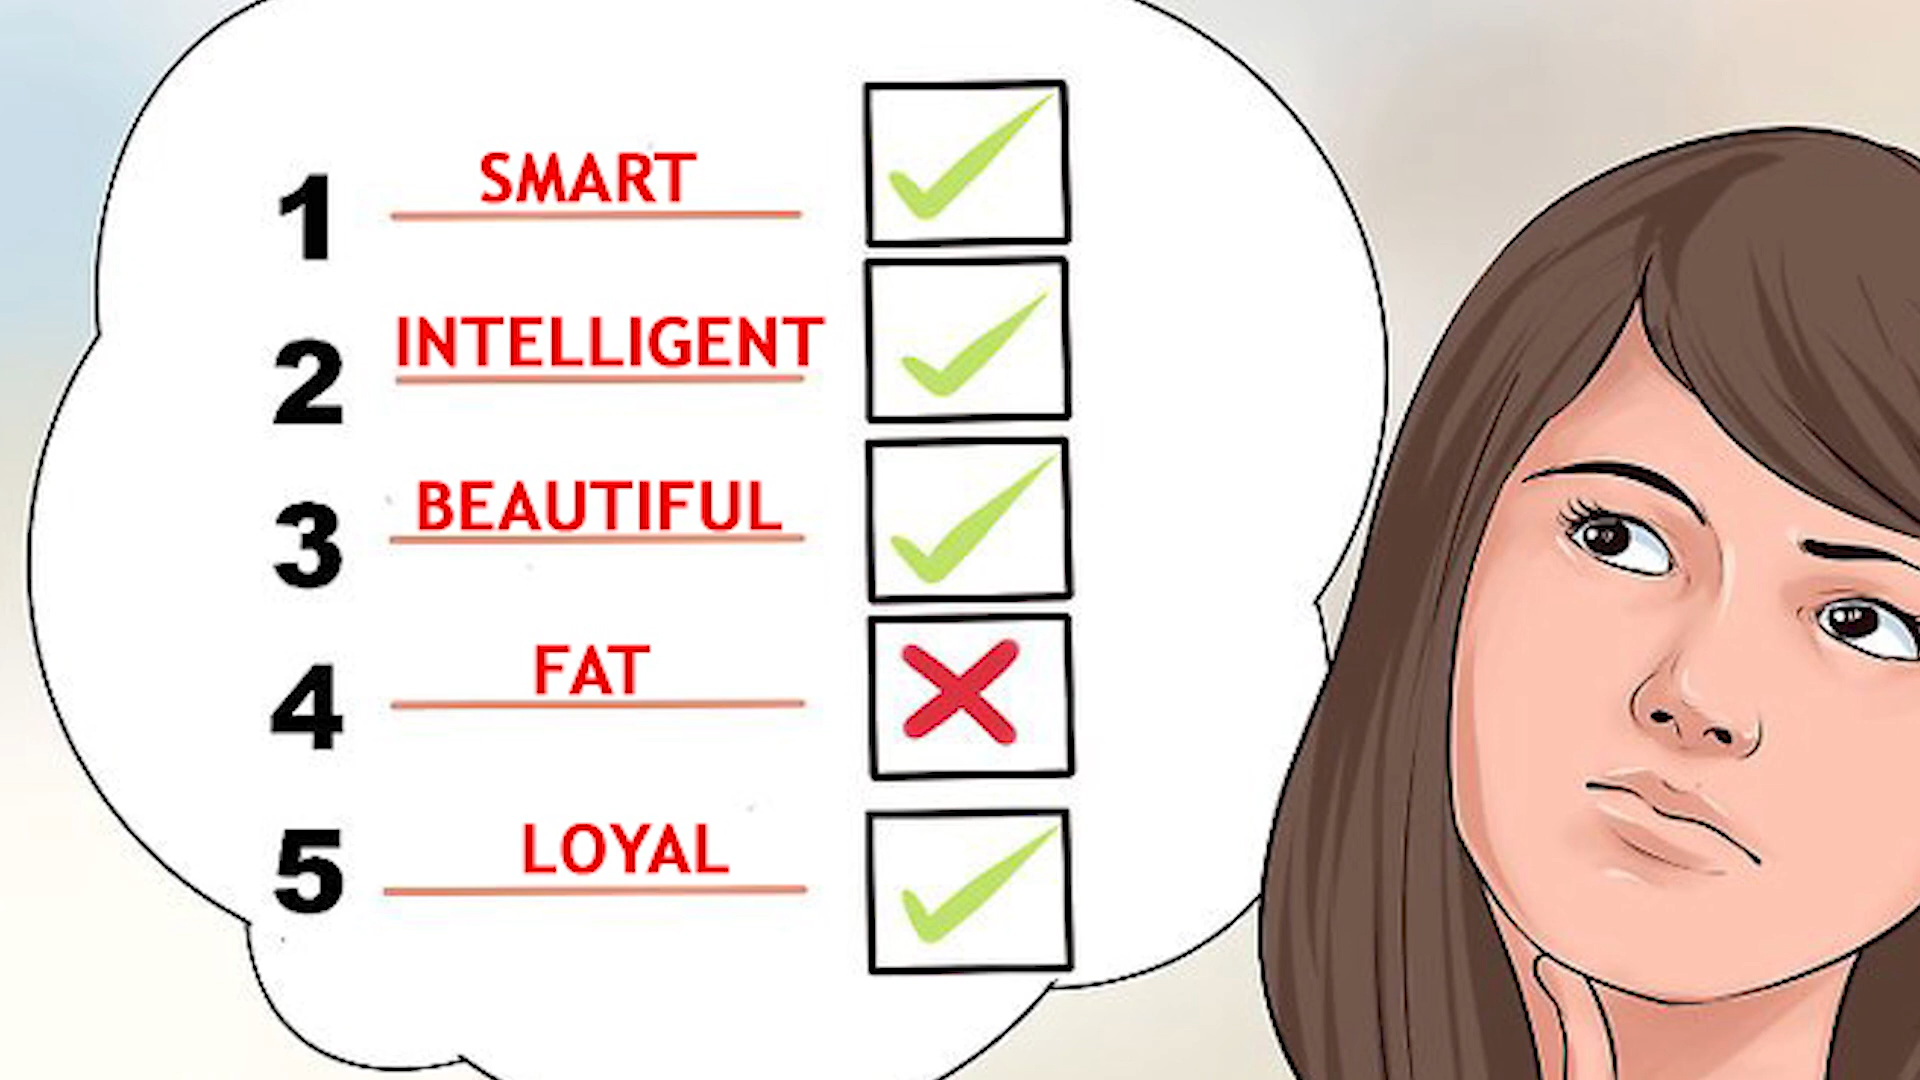 1 SMART
2 INTELLIGENT
3 BEAUTIFUL
4 FAT
5 LOYAL